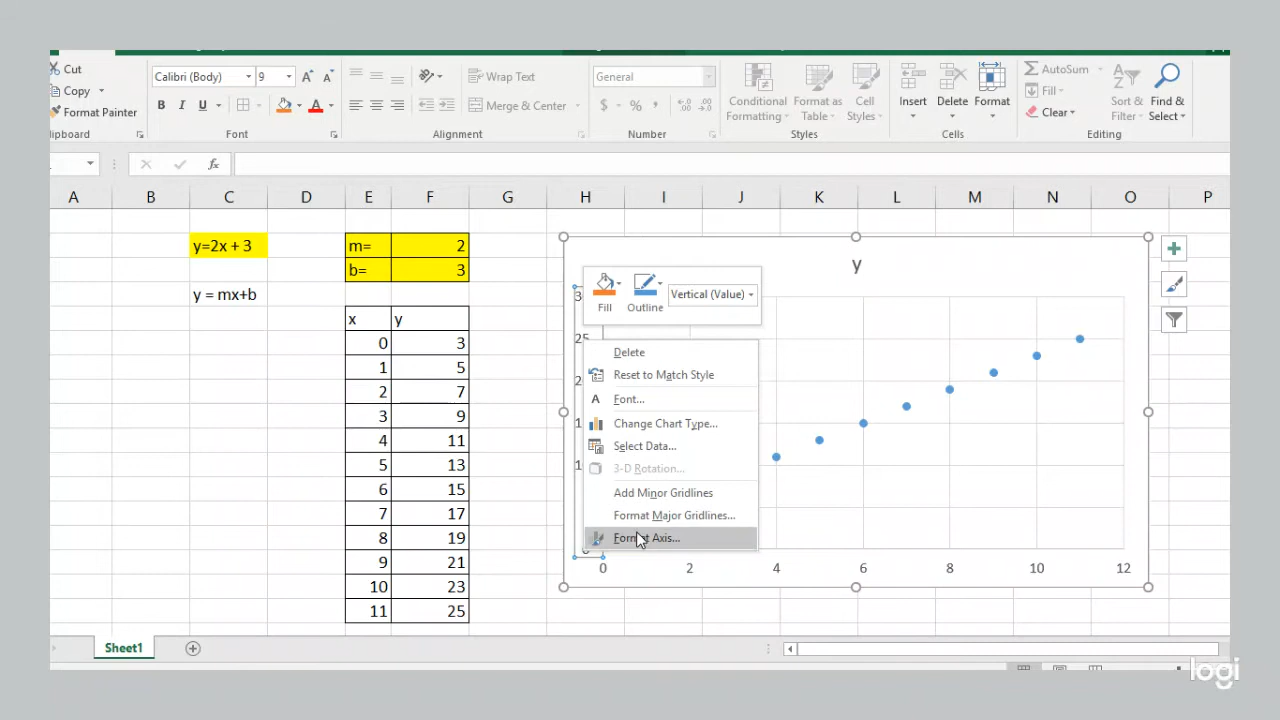 Cut
Copy
Format Painter
lipboard
Calibri (Body) 9
B I U
Font
Wrap Text
Merge & Center
Alignment
General
$ % ,
Number
Conditional Formatting
Format as Table
Cell Styles
Styles
Insert
Delete
Format
Cells
AutoSum
Fill
Clear
Sort & Filter
Find & Select
Editing
fx
A B C D E F G H I J K L M N O P
y=2x + 3 m= 2
b= 3
y = mx+b
x y
0 3
1 5
2 7
3 9
4 11
5 13
6 15
7 17
8 19
9 21
10 23
11 25
y
Fill
Outline
Vertical (Value)
Delete
Reset to Match Style
Font...
Change Chart Type...
Select Data...
3-D Rotation...
Add Minor Gridlines
Format Major Gridlines...
Format Axis...
25
0 2 4 6 8 10 12
Sheet1
logi